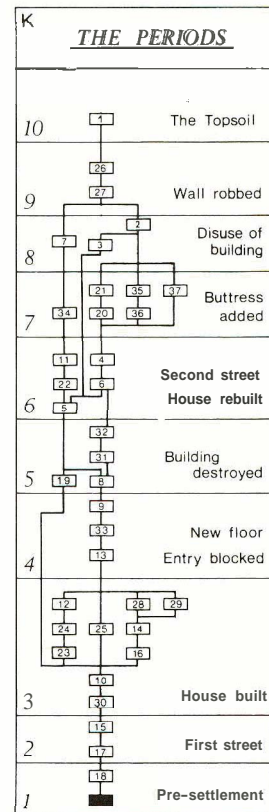 K
THE PERIODS
1
10 The Topsoil
26
27
9 Wall robbed
2
7 3 Disuse of
8 building
21 35 37
Buttress
34 20 36 added
7
11 4 Second street
22 6 House rebuilt
6 5
32
31 Building
19 8 destroyed
5
9
33 New floor
13 Entry blocked
4
12 28 29
24 25 14
23 16
10
3 30 House built
15
2 17 First street
18
1 Pre-settlement